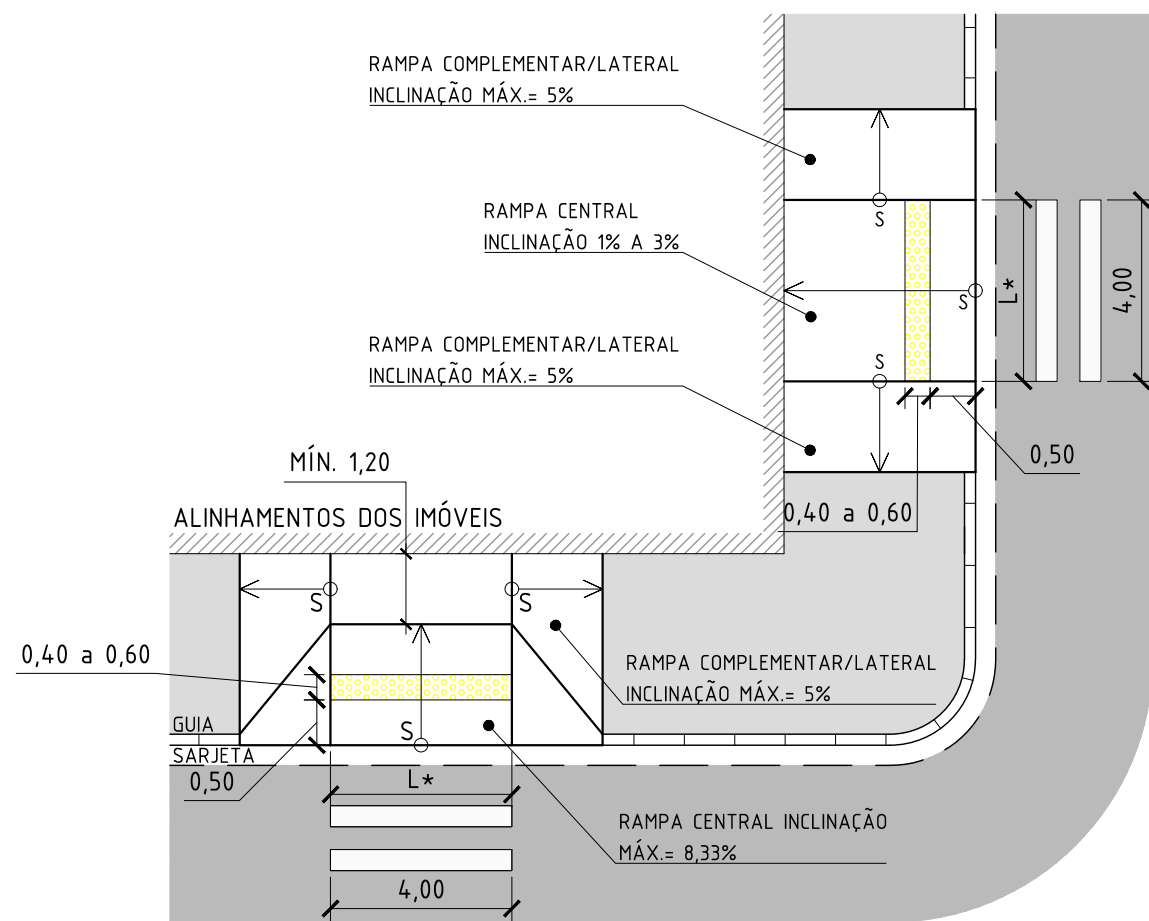 RAMPA COMPLEMENTAR/LATERAL
INCLINAÇÃO MÁX.= 5%
RAMPA CENTRAL
INCLINAÇÃO 1% A 3%
S
S
L*
4,00
RAMPA COMPLEMENTAR/LATERAL
INCLINAÇÃO MÁX.= 5%
S
0,50
0,40 a 0,60
MÍN. 1,20
ALINHAMENTOS DOS IMÓVEIS
S
S
0,40 a 0,60
RAMPA COMPLEMENTAR/LATERAL
INCLINAÇÃO MÁX.= 5%
GUIA
S
SARJETA
0,50
L*
RAMPA CENTRAL INCLINAÇÃO
MÁX.= 8,33%
4,00